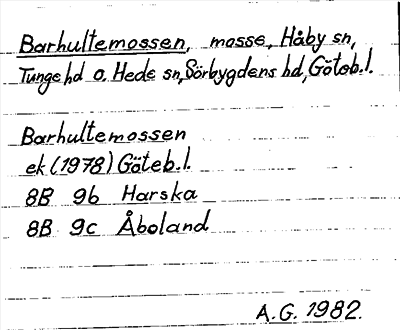 Barhultemossen, mosse, Håby sn,
Tunge hd o. Hede sn, Sörbygdens hd, Göteb.l.
Barhultemossen
ek (1978) Göteb.l.
8B 9b Harska
8B 9c Åboland
A.G. 1982.